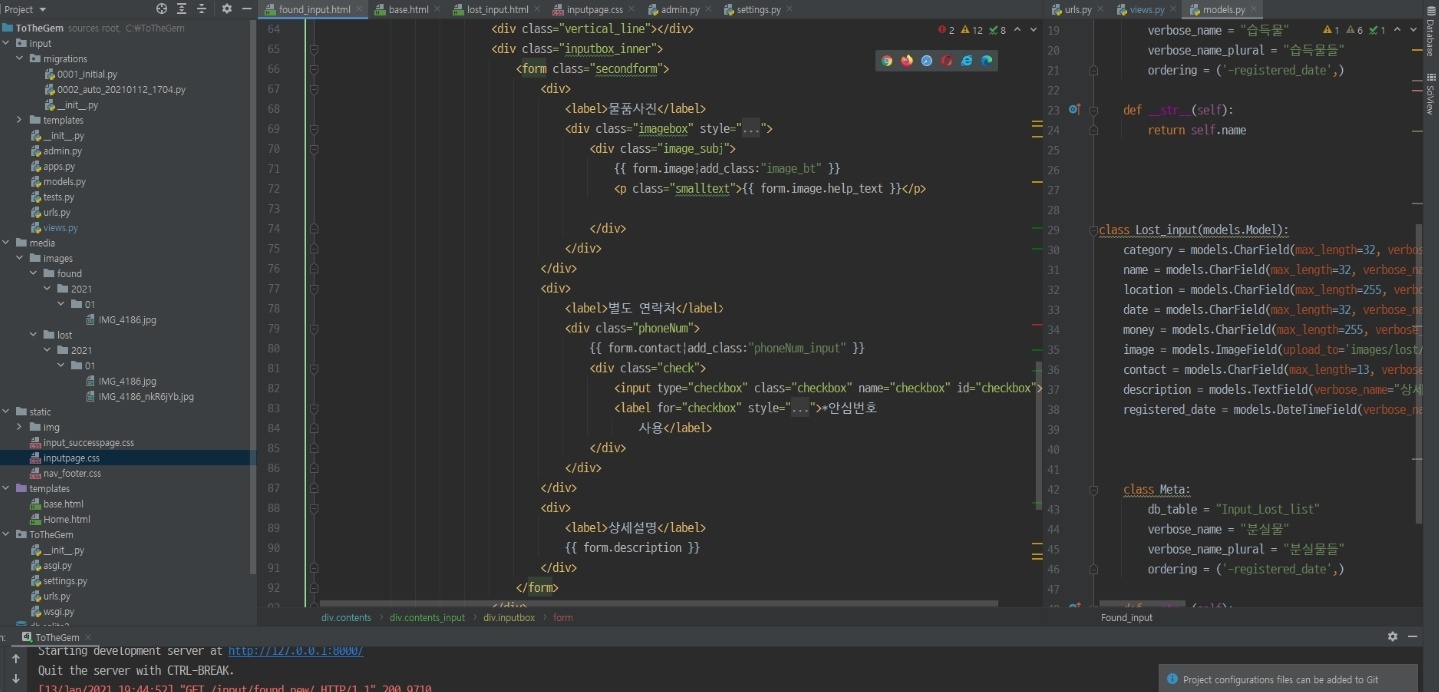 Project
found_input.html
base.html
lost_input.html
inputpage.css
admin.py
settings.py
urls.py
views.py
models.py
ToTheGem sources root, C:\ToTheGem
input
migrations
0001_initial.py
0002_auto_20210112_1704.py
__init__.py
templates
__init__.py
admin.py
apps.py
models.py
tests.py
urls.py
views.py
media
images
found
2021
01
IMG_4186.jpg
lost
2021
01
IMG_4186.jpg
IMG_4186_nkR6jYb.jpg
static
img
input_successpage.css
inputpage.css
nav_footer.css
templates
base.html
Home.html
ToTheGem
__init__.py
asgi.py
settings.py
urls.py
wsgi.py
db.sqlite3
2 12 8
64 <div class="vertical_line"></div>
65 <div class="inputbox_inner">
66 <form class="secondform">
67 <div>
68 <label>물품사진</label>
69 <div class="imagebox" style="...">
70 <div class="image_subj">
71 {{ form.image|add_class:"image_bt" }}
72 <p class="smalltext">{{ form.image.help_text }}</p>
73
74 </div>
75 </div>
76 </div>
77 <div>
78 <label>별도 연락처</label>
79 <div class="phoneNum">
80 {{ form.contact|add_class:"phoneNum_input" }}
81 <div class="check">
82 <input type="checkbox" class="checkbox" name="checkbox" id="checkbox">
83 <label for="checkbox" style="...">*안심번호
84 사용</label>
85 </div>
86 </div>
87 </div>
88 <div>
89 <label>상세설명</label>
90 {{ form.description }}
91 </div>
92 </form>
93 </div>
div.contents > div.contents_input > div.inputbox > form
1 6 1
19 verbose_name = "습득물"
20 verbose_name_plural = "습득물들"
21 ordering = ('-registered_date',)
22
23 def __str__(self):
24 return self.name
25
26
27
28
29 class Lost_input(models.Model):
30 category = models.CharField(max_length=32, verbos
31 name = models.CharField(max_length=32, verbose_na
32 location = models.CharField(max_length=255, verbo
33 date = models.CharField(max_length=32, verbose_na
34 money = models.CharField(max_length=255, verbose_
35 image = models.ImageField(upload_to='images/lost/
36 contact = models.CharField(max_length=13, verbose
37 description = models.TextField(verbose_name="상세
38 registered_date = models.DateTimeField(verbose_na
39
40
41
42 class Meta:
43 db_table = "Input_Lost_list"
44 verbose_name = "분실물"
45 verbose_name_plural = "분실물들"
46 ordering = ('-registered_date',)
47
48 def __str__(self):
Found_input
Database
SciView
ToTheGem
Starting development server at http://127.0.0.1:8000/
Quit the server with CTRL-BREAK.
[13/Jan/2021 19:44:52] "GET /input/found_new/ HTTP/1.1" 200 9710
Project configurations files can be added to Git